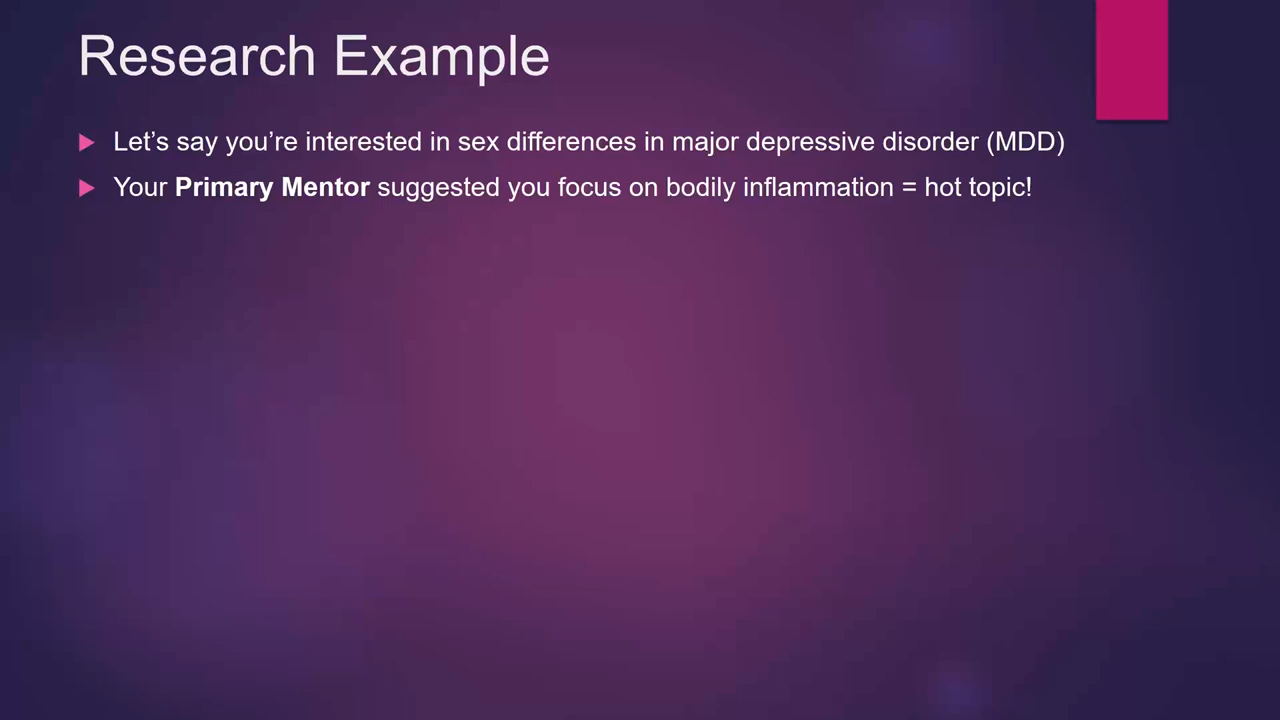 Research Example
Let’s say you’re interested in sex differences in major depressive disorder (MDD)
Your Primary Mentor suggested you focus on bodily inflammation = hot topic!